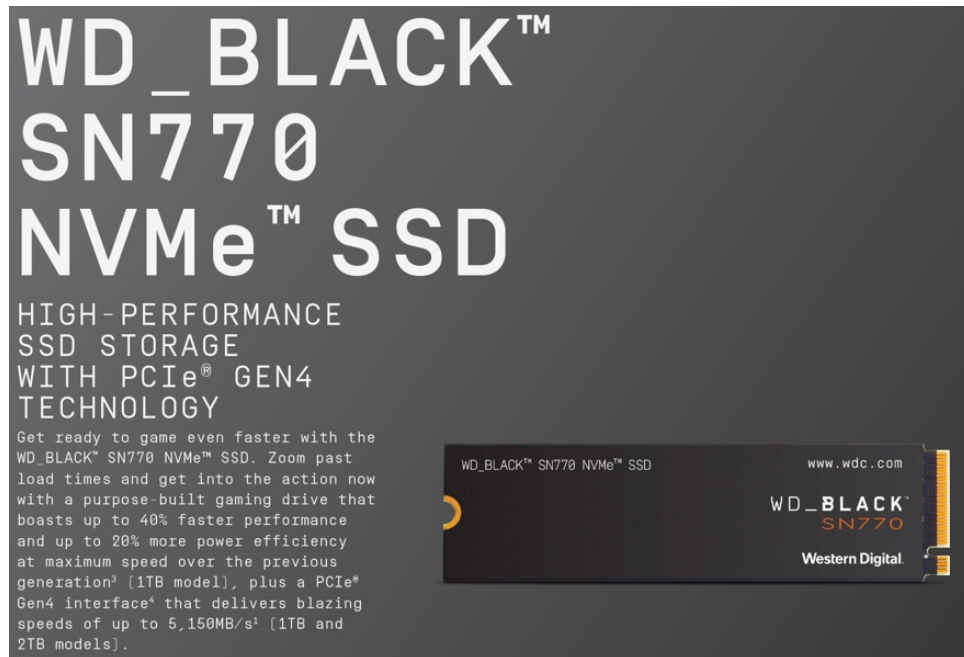 WD_BLACK™
SN770
NVMe™ SSD
HIGH-PERFORMANCE
SSD STORAGE
WITH PCIe® GEN4
TECHNOLOGY
Get ready to game even faster with the
WD_BLACK™ SN770 NVMe™ SSD. Zoom past
load times and get into the action now
with a purpose-built gaming drive that
boasts up to 40% faster performance
and up to 20% more power efficiency
at maximum speed over the previous
generation³ [1TB model], plus a PCIe®
Gen4 interface⁴ that delivers blazing
speeds of up to 5,150MB/s¹ [1TB and
2TB models].
WD_BLACK™ SN770 NVMe™ SSD
www.wdc.com
WD_BLACK™
SN770
Western Digital.